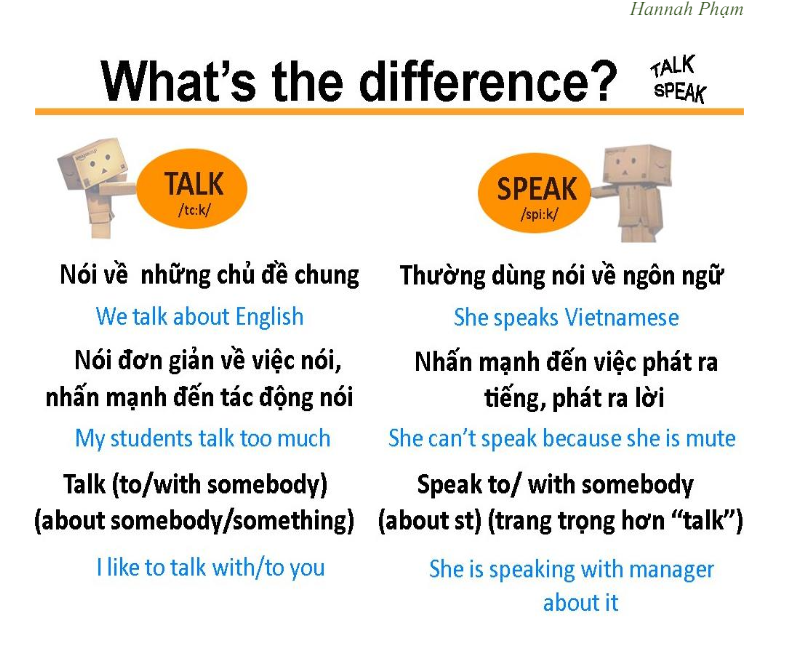 Hannah Phạm
What's the difference?
TALK
SPEAK
TALK
/tɔ:k/
Nói về những chủ đề chung
We talk about English
Nói đơn giản về việc nói,
nhấn mạnh đến tác động nói
My students talk too much
Talk (to/with somebody)
(about somebody/something)
I like to talk with/to you
SPEAK
/spi:k/
Thường dùng nói về ngôn ngữ
She speaks Vietnamese
Nhấn mạnh đến việc phát ra
tiếng, phát ra lời
She can't speak because she is mute
Speak to/ with somebody
(about st) (trang trọng hơn “talk”)
She is speaking with manager
about it